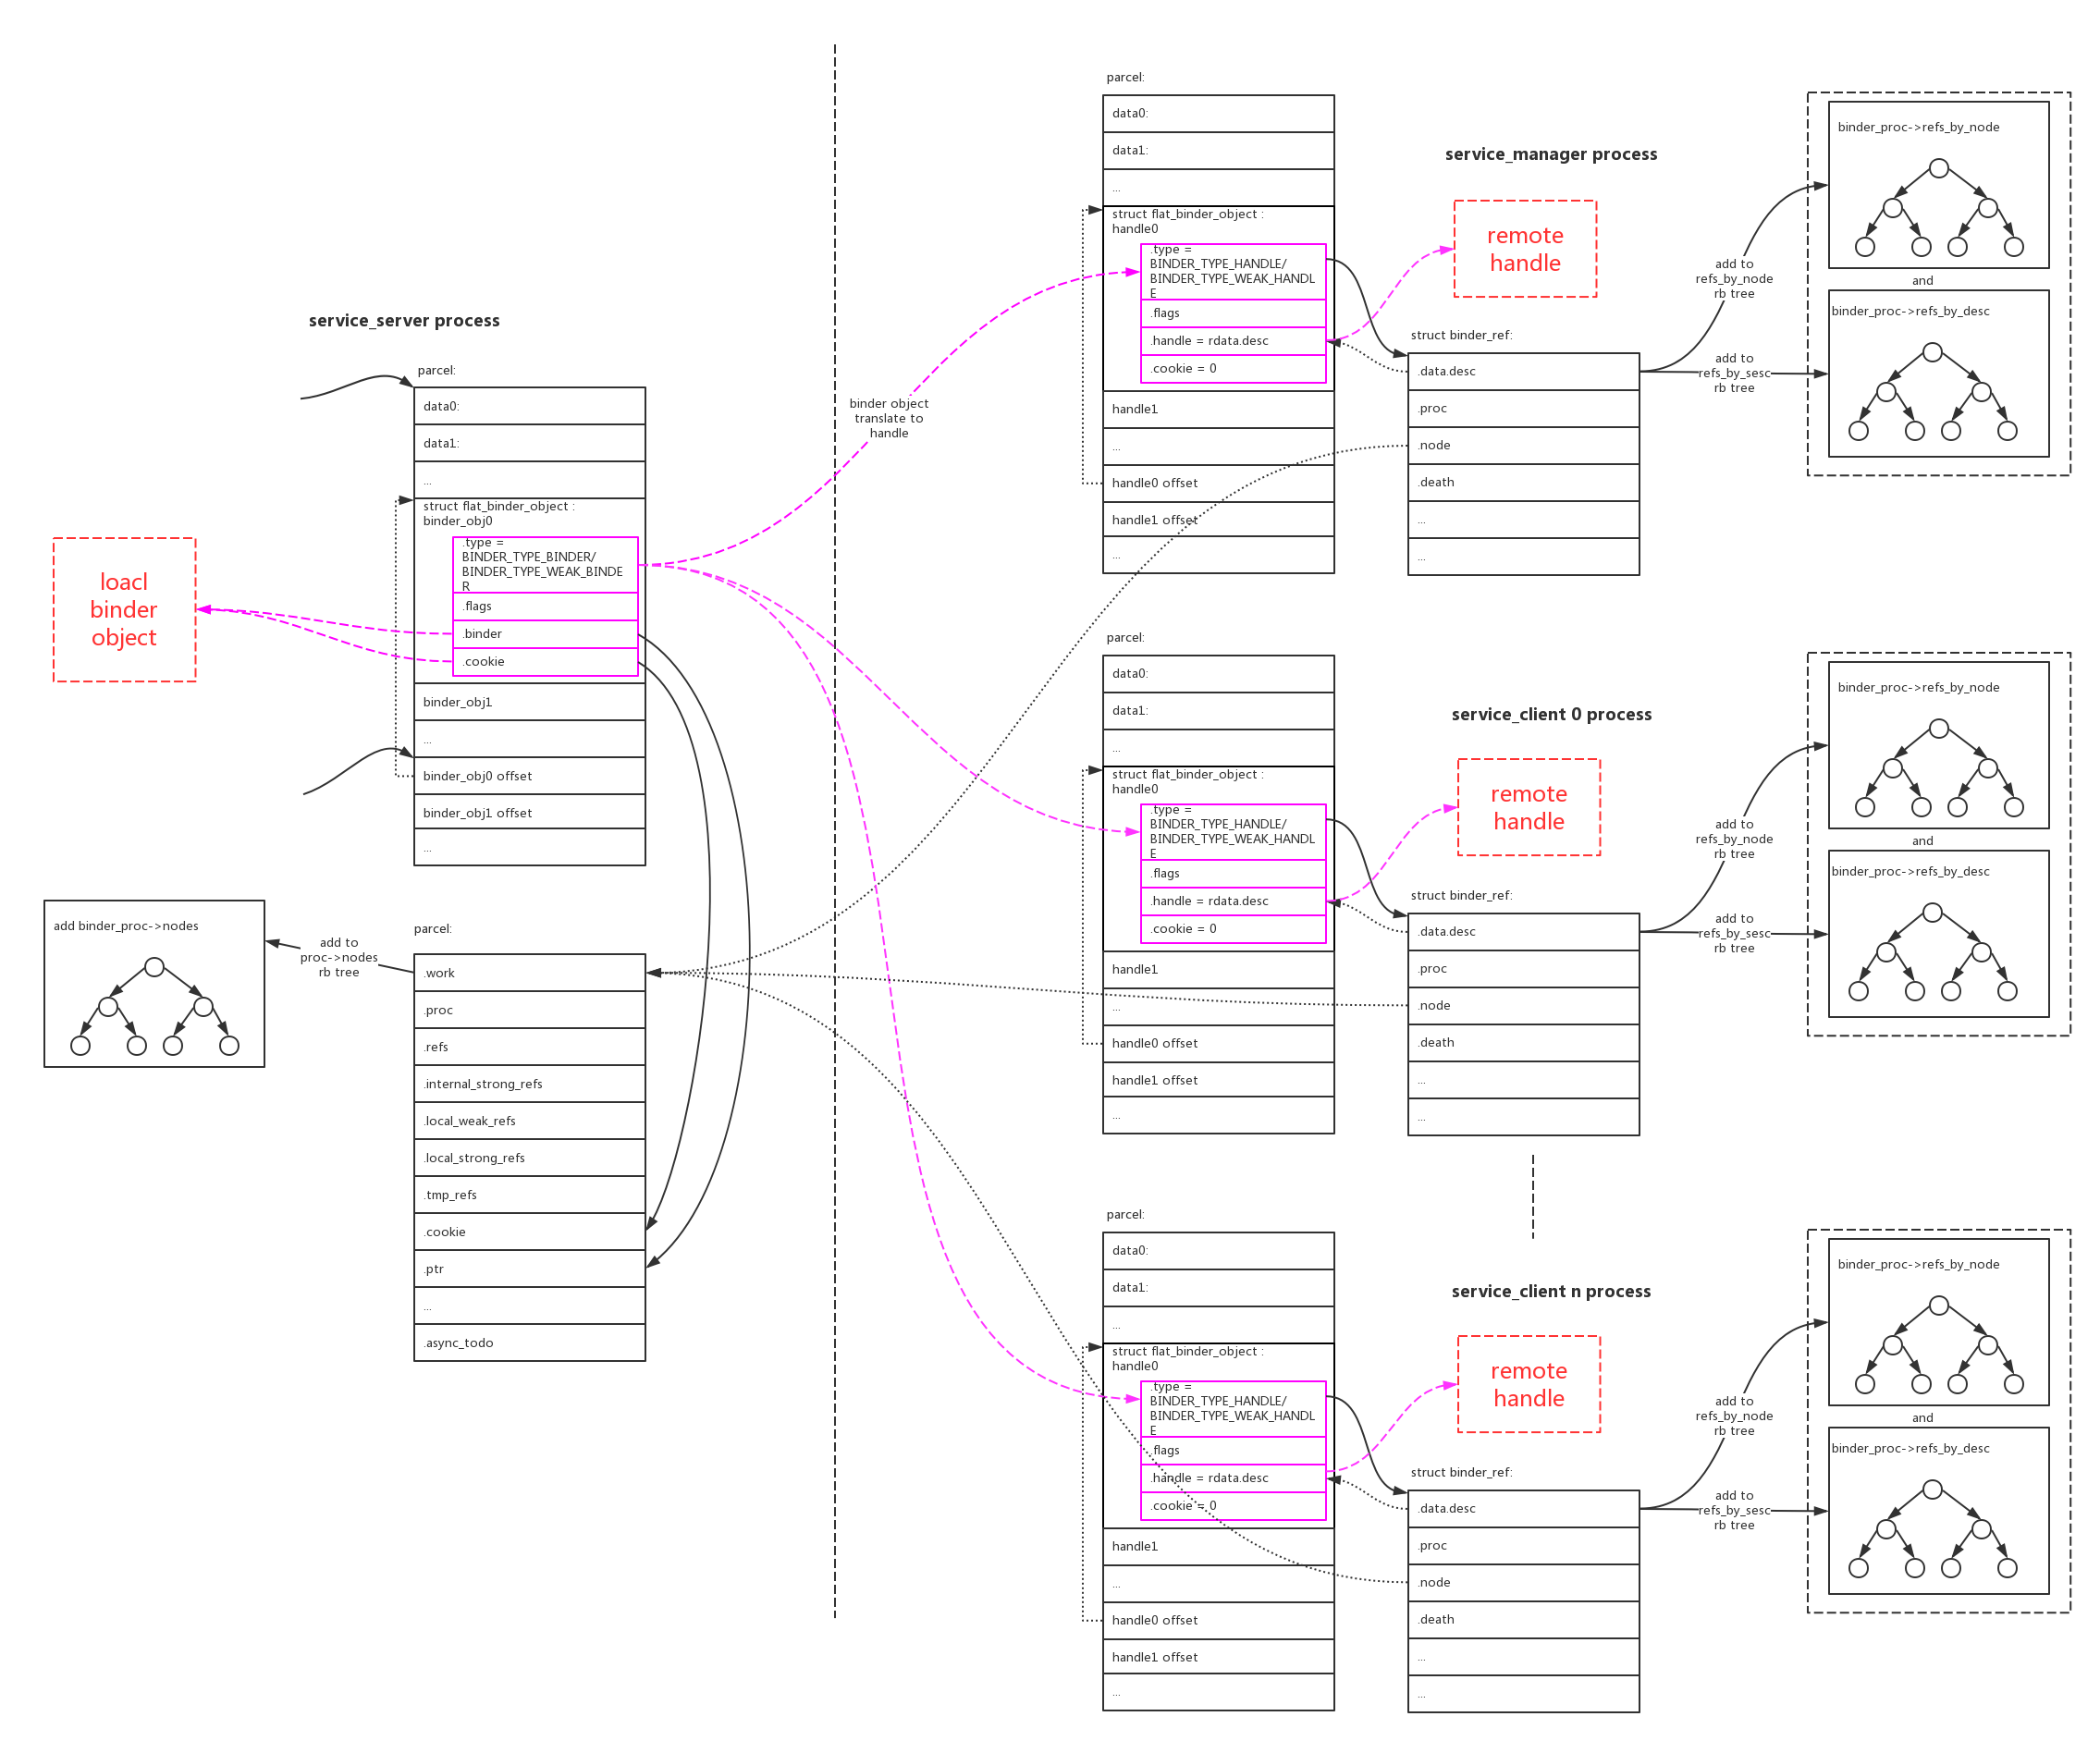 service_server process
parcel:
data0:
data1:
...
struct flat_binder_object :
binder_obj0
.type =
BINDER_TYPE_BINDER/
BINDER_TYPE_WEAK_BINDE
R
.flags
.binder
.cookie
binder_obj1
...
binder_obj0 offset
binder_obj1 offset
...
loacl
binder
object
add binder_proc->nodes
add to
proc->nodes
rb tree
parcel:
.work
.proc
.refs
.internal_strong_refs
.local_weak_refs
.local_strong_refs
.tmp_refs
.cookie
.ptr
...
.async_todo
binder object
translate to
handle
parcel:
data0:
data1:
...
struct flat_binder_object :
handle0
.type =
BINDER_TYPE_HANDLE/
BINDER_TYPE_WEAK_HANDL
E
.flags
.handle = rdata.desc
.cookie = 0
handle1
...
handle0 offset
handle1 offset
...
service_manager process
remote
handle
struct binder_ref:
.data.desc
.proc
.node
.death
...
...
add to
refs_by_node
rb tree
add to
refs_by_sesc
rb tree
binder_proc->refs_by_node
and
binder_proc->refs_by_desc
parcel:
data0:
data1:
...
struct flat_binder_object :
handle0
.type =
BINDER_TYPE_HANDLE/
BINDER_TYPE_WEAK_HANDL
E
.flags
.handle = rdata.desc
.cookie = 0
handle1
...
handle0 offset
handle1 offset
...
service_client 0 process
remote
handle
struct binder_ref:
.data.desc
.proc
.node
.death
...
...
add to
refs_by_node
rb tree
add to
refs_by_sesc
rb tree
binder_proc->refs_by_node
and
binder_proc->refs_by_desc
parcel:
data0:
data1:
...
struct flat_binder_object :
handle0
.type =
BINDER_TYPE_HANDLE/
BINDER_TYPE_WEAK_HANDL
E
.flags
.handle = rdata.desc
.cookie = 0
handle1
...
handle0 offset
handle1 offset
...
service_client n process
remote
handle
struct binder_ref:
.data.desc
.proc
.node
.death
...
...
add to
refs_by_node
rb tree
add to
refs_by_sesc
rb tree
binder_proc->refs_by_node
and
binder_proc->refs_by_desc